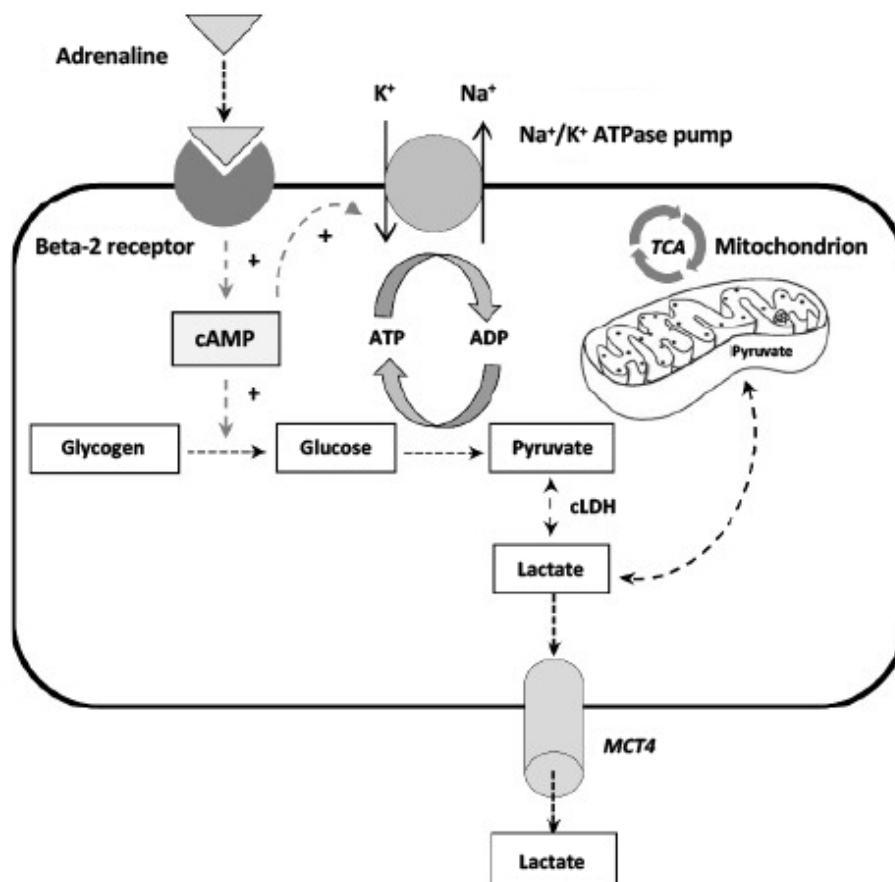 Adrenaline
K⁺
Na⁺
Na⁺/K⁺ ATPase pump
Beta-2 receptor
+
+
TCA
Mitochondrion
cAMP
ATP
ADP
Pyruvate
+
Glycogen
Glucose
Pyruvate
cLDH
Lactate
MCT4
Lactate